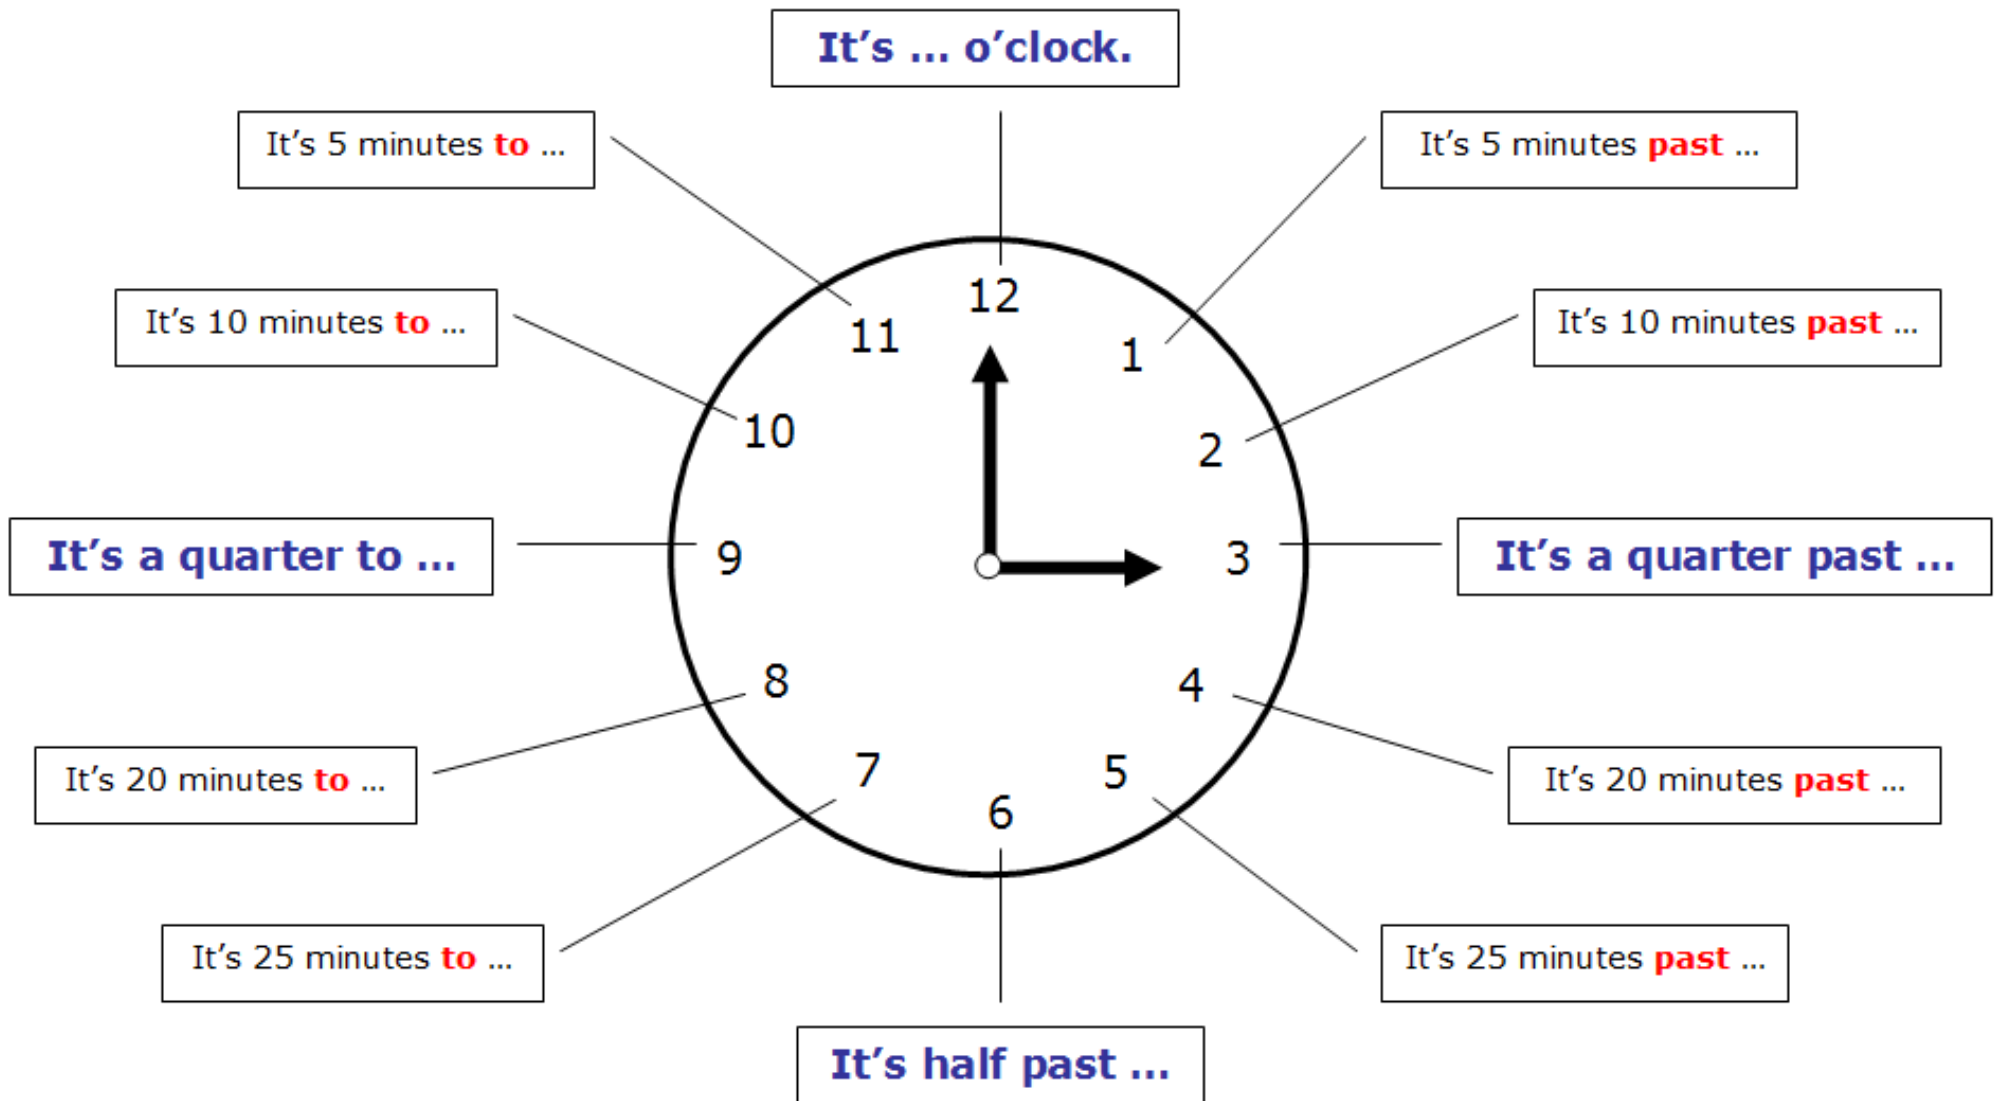 It’s ... o’clock.
It’s 5 minutes to ...
It’s 5 minutes past ...
It’s 10 minutes to ...
It’s 10 minutes past ...
12
11
1
10
2
It’s a quarter to ...
9
3
It’s a quarter past ...
8
4
It’s 20 minutes to ...
7
5
It’s 20 minutes past ...
6
It’s 25 minutes to ...
It’s 25 minutes past ...
It’s half past ...